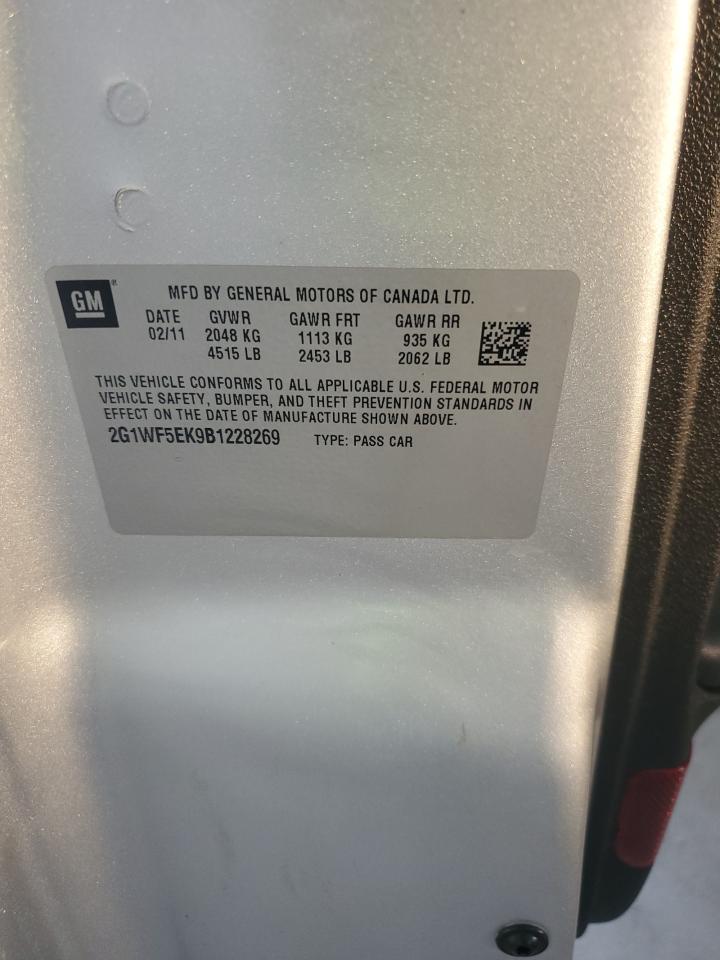 GM® MFD BY GENERAL MOTORS OF CANADA LTD.
DATE GVWR GAWR FRT GAWR RR
02/11 2048 KG 1113 KG 935 KG
4515 LB 2453 LB 2062 LB
THIS VEHICLE CONFORMS TO ALL APPLICABLE U.S. FEDERAL MOTOR
VEHICLE SAFETY, BUMPER, AND THEFT PREVENTION STANDARDS IN
EFFECT ON THE DATE OF MANUFACTURE SHOWN ABOVE.
2G1WF5EK9B1228269 TYPE: PASS CAR